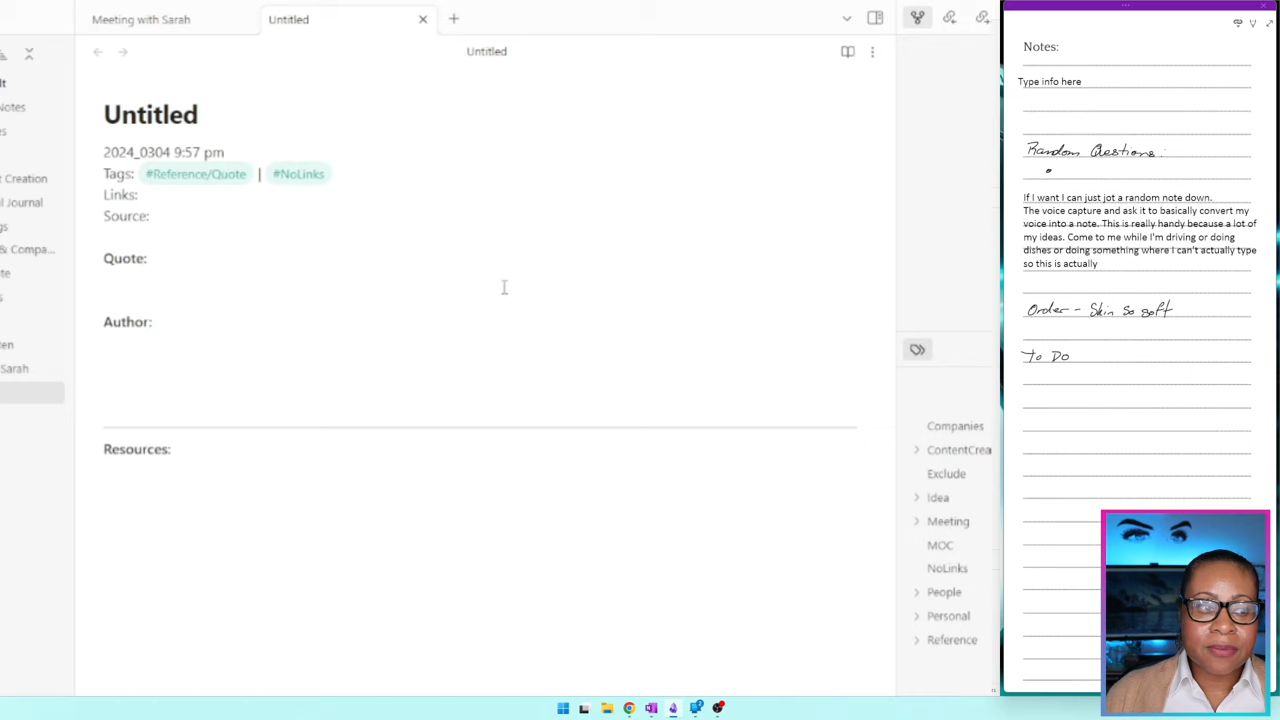 Meeting with Sarah
Untitled
Untitled
Untitled
2024_0304 9:57 pm
Tags: #Reference/Quote | #NoLinks
Links:
Source:
Quote:
Author:
Resources:
Notes
t Creation
l Journal
gs
& Compa...
te
Sarah
Companies
ContentCrea
Exclude
Idea
Meeting
MOC
NoLinks
People
Personal
Reference
Notes:
Type info here
Random Questions:
If I want I can just jot a random note down.
The voice capture and ask it to basically convert my
voice into a note. This is really handy because a lot of
my ideas. Come to me while I'm driving or doing
dishes or doing something where I can't actually type
so this is actually
Order - Skin so soft
To Do